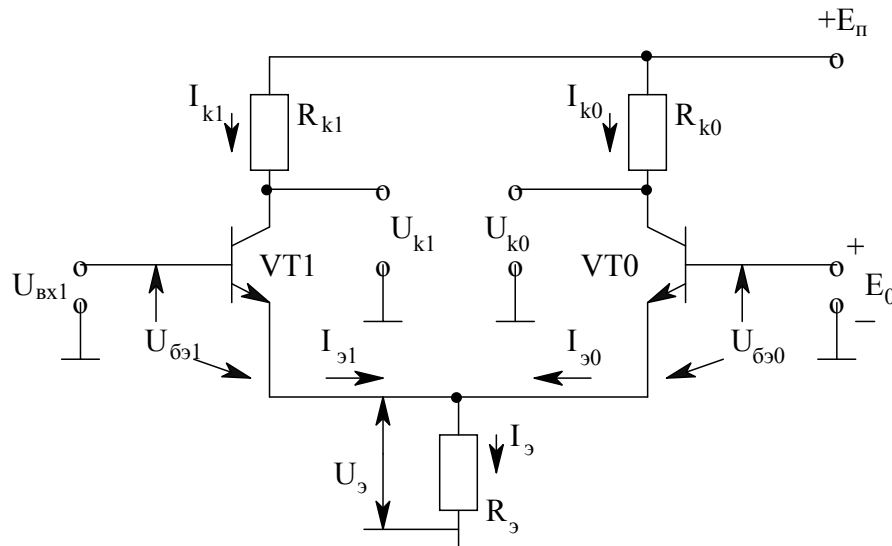 +Eп
Ik1
Rk1
Ik0
Rk0
Uk1
Uk0
VT1
VT0
+
Uвх1
E0
−
Uбэ1
Iэ1
Iэ0
Uбэ0
Iэ
Uэ
Rэ